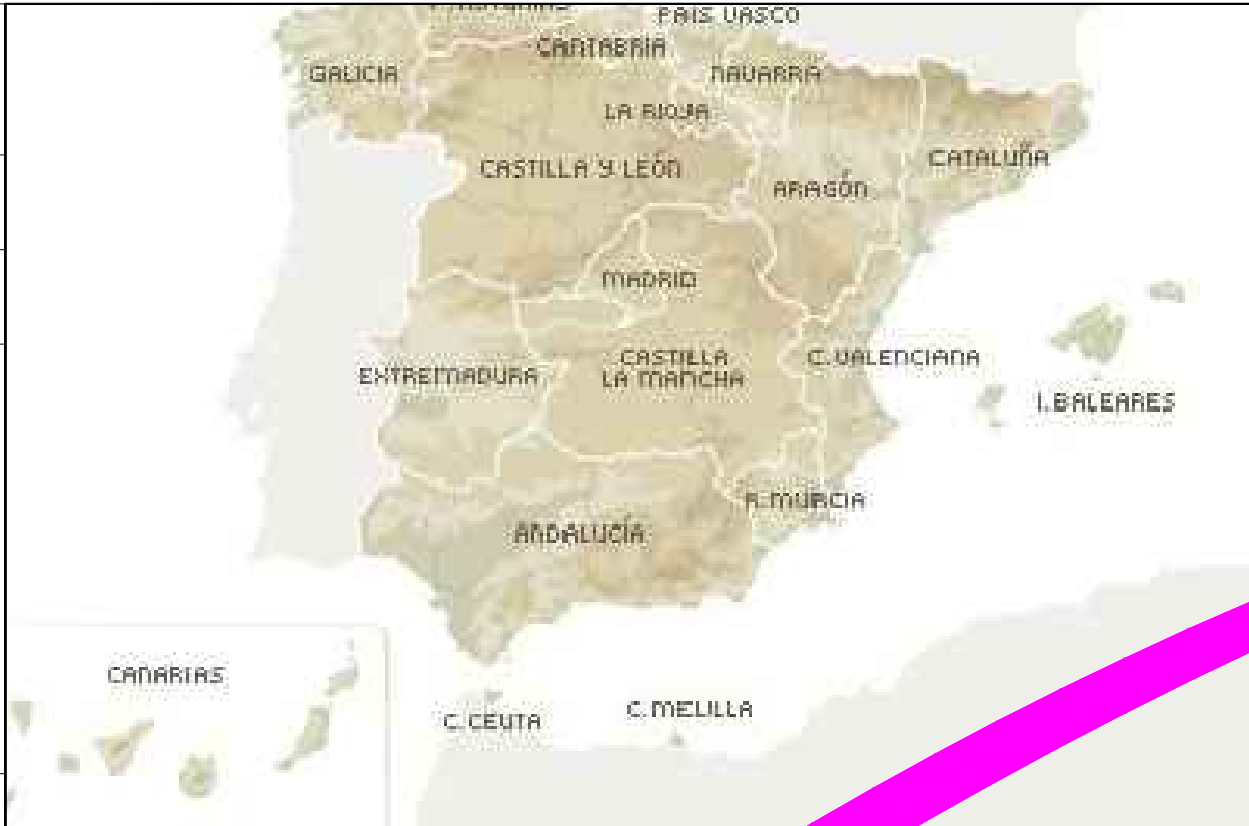 PAIS VASCO
CANTABRIA
GALICIA
NAVARRA
LA RIOJA
CASTILLA Y LEÓN
CATALUÑA
ARAGÓN
MADRID
CASTILLA
LA MANCHA
C. VALENCIANA
EXTREMADURA
I. BALEARES
R. MURCIA
ANDALUCÍA
CANARIAS
C. CEUTA
C. MELILLA